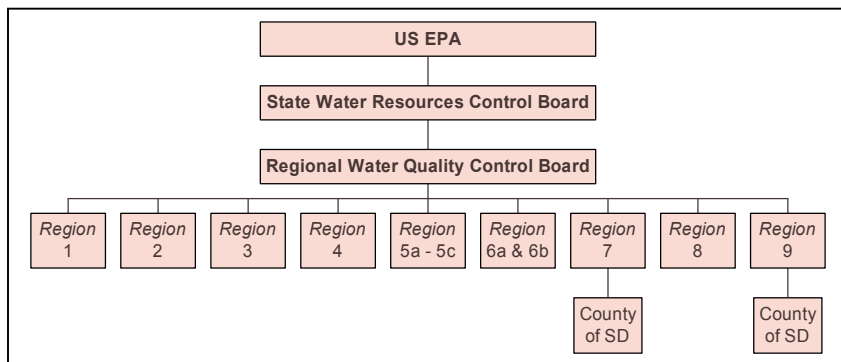 US EPA
State Water Resources Control Board
Regional Water Quality Control Board
Region
1
Region
2
Region
3
Region
4
Region
5a - 5c
Region
6a & 6b
Region
7
Region
8
Region
9
County
of SD
County
of SD